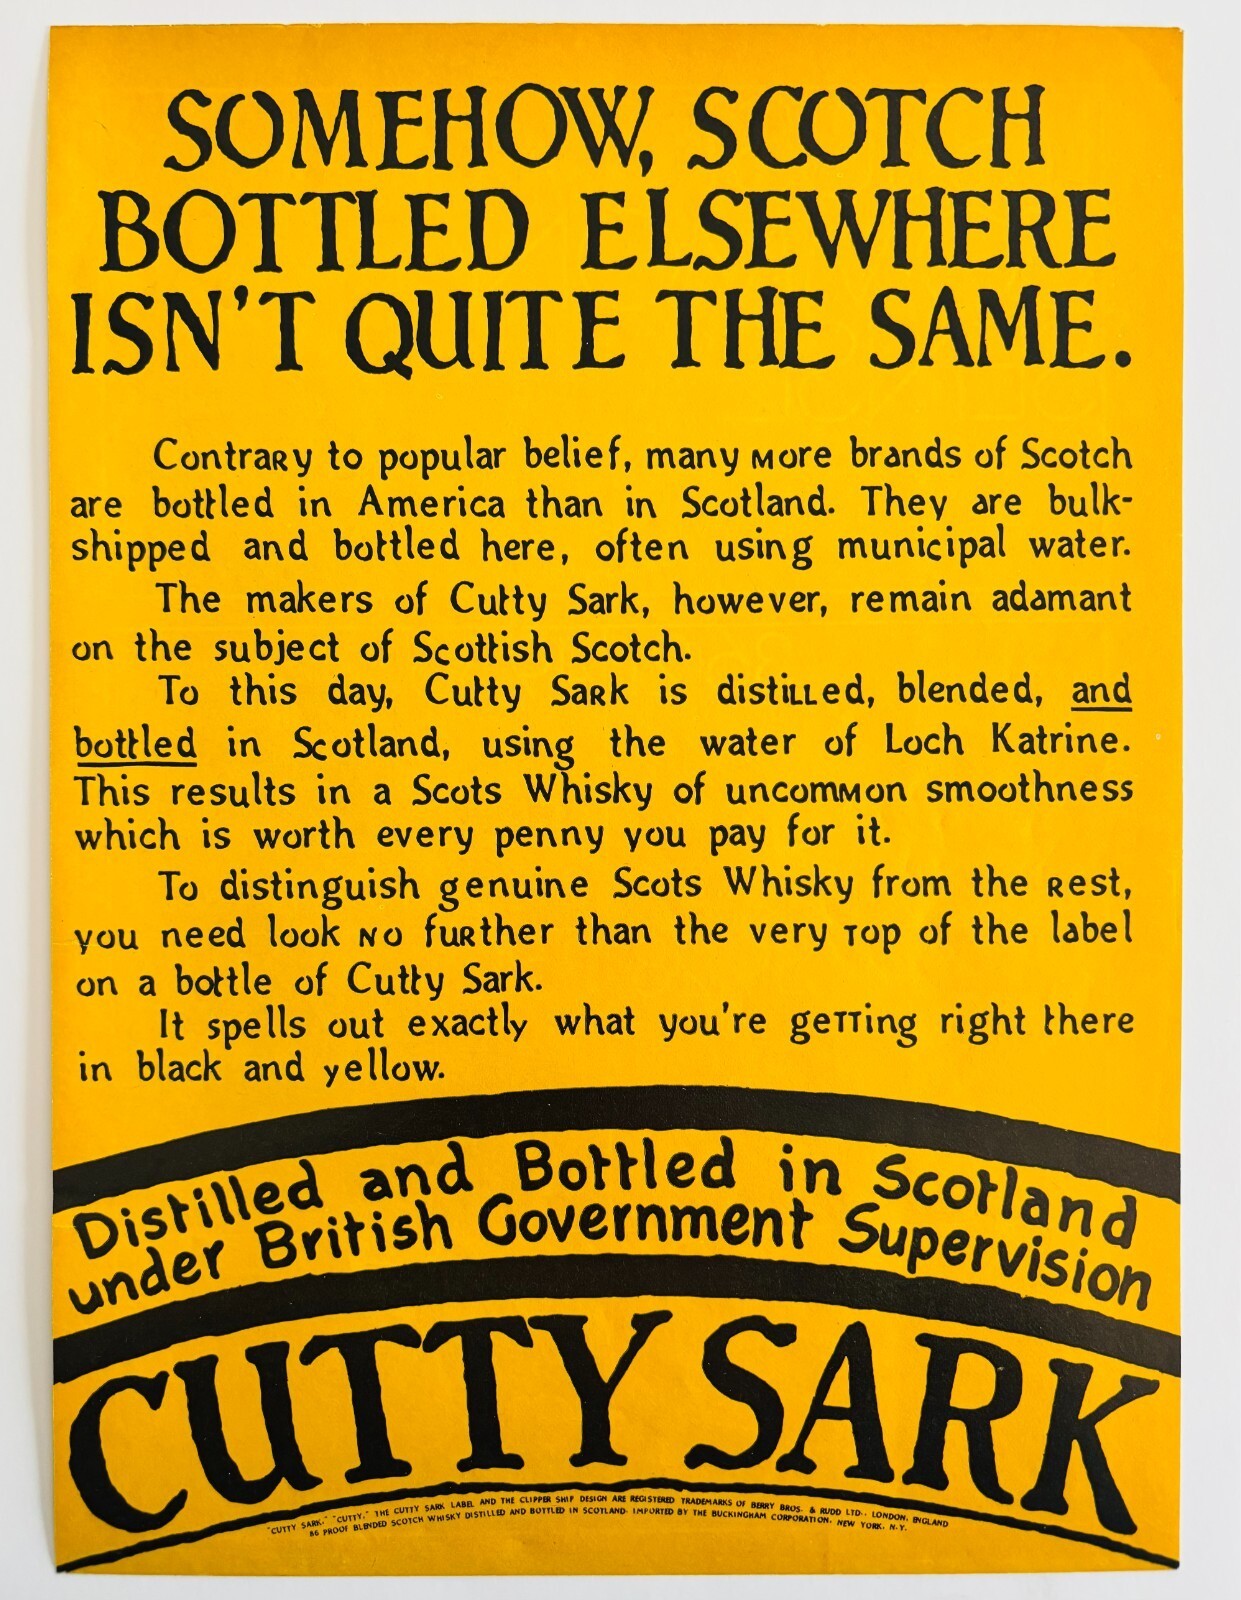 SOMEHOW, SCOTCH
BOTTLED ELSEWHERE
ISN'T QUITE THE SAME.
Contrary to popular belief, many more brands of Scotch
are bottled in America than in Scotland. They are bulk-
shipped and bottled here, often using municipal water.
The makers of Cutty Sark, however, remain adamant
on the subject of Scottish Scotch.
To this day, Cutty Sark is distilled, blended, and
bottled in Scotland, using the water of Loch Katrine.
This results in a Scots Whisky of uncommon smoothness
which is worth every penny you pay for it.
To distinguish genuine Scots Whisky from the rest,
you need look no further than the very top of the label
on a bottle of Cutty Sark.
It spells out exactly what you're getting right there
in black and yellow.
Distilled and Bottled in Scotland
under British Government Supervision
CUTTY SARK
"CUTTY SARK," "CUTTY," THE CUTTY SARK LABEL AND THE CLIPPER SHIP DESIGN ARE REGISTERED TRADEMARKS OF BERRY BROS. & RUDD LTD., LONDON, ENGLAND
86 PROOF BLENDED SCOTCH WHISKY DISTILLED AND BOTTLED IN SCOTLAND. IMPORTED BY THE BUCKINGHAM CORPORATION, NEW YORK, N.Y.